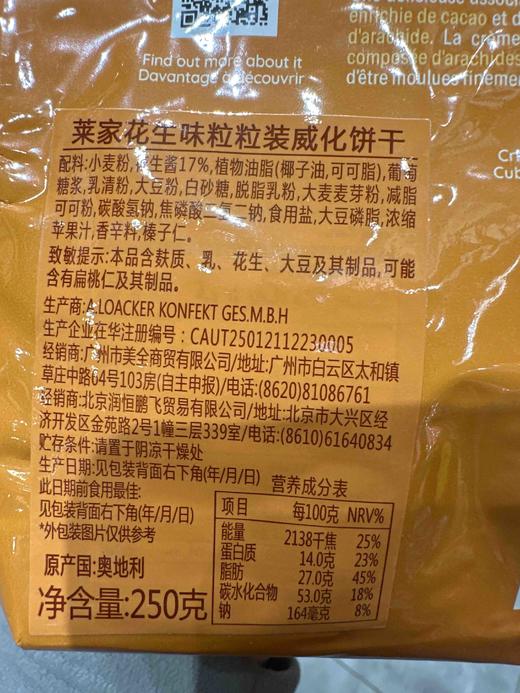 enrichie de cacao et d
d'arachide. La crème
composée d'arachides
d'être moulues finemen
Find out more about it
Davantage à découvrir
Cr
Cub
莱家花生味粒粒装威化饼干
配料:小麦粉,花生酱17%,植物油脂(椰子油,可可脂),葡萄
糖浆,乳清粉,大豆粉,白砂糖,脱脂乳粉,大麦麦芽粉,减脂
可可粉,碳酸氢钠,焦磷酸二氢二钠,食用盐,大豆磷脂,浓缩
苹果汁,香辛料,榛子仁。
致敏提示:本品含麸质、乳、花生、大豆及其制品,可能
含有扁桃仁及其制品。
生产商:A.LOACKER KONFEKT GES.M.B.H
生产企业在华注册编号：CAUT25012112230005
经销商:广州市美全商贸有限公司/地址:广州市白云区太和镇
草庄中路64号103房(自主申报)/电话:(8620)81086761
经销商:北京润恒鹏飞贸易有限公司/地址:北京市大兴区经
济开发区金苑路2号1幢三层339室/电话:(8610)61640834
贮存条件:请置于阴凉干燥处
生产日期:见包装背面右下角(年/月/日)
此日期前食用最佳:
见包装背面右下角(年/月/日)
*外包装图片仅供参考
原产国:奥地利
净含量:250克
营养成分表
项目 每100克 NRV%
能量 2138千焦 25%
蛋白质 14.0克 23%
脂肪 27.0克 45%
碳水化合物 53.0克 18%
钠 164毫克 8%